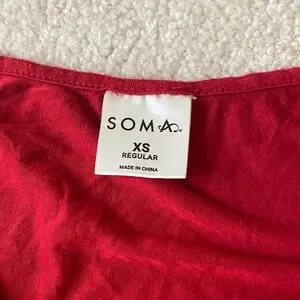 SOMA®
XS
REGULAR
MADE IN CHINA